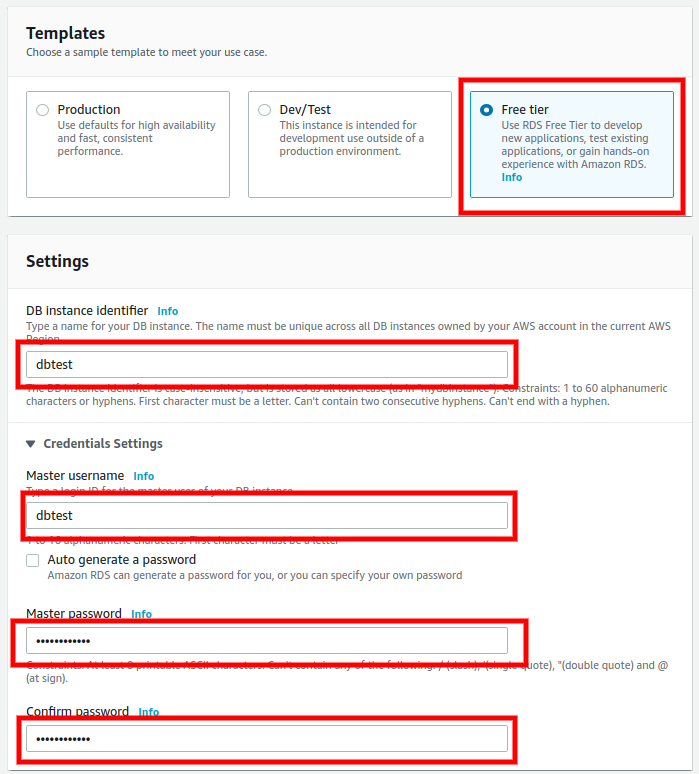 Templates
Choose a sample template to meet your use case.
Production
Use defaults for high availability
and fast, consistent
performance.
Dev/Test
This instance is intended for
development use outside of a
production environment.
Free tier
Use RDS Free Tier to develop
new applications, test existing
applications, or gain hands-on
experience with Amazon RDS.
Info
Settings
DB instance identifier Info
Type a name for your DB instance. The name must be unique across all DB instances owned by your AWS account in the current AWS
Region.
dbtest
The DB instance identifier is case-insensitive, but is stored as all lowercase (as in "mydbinstance"). Constraints: 1 to 60 alphanumeric
characters or hyphens. First character must be a letter. Can't contain two consecutive hyphens. Can't end with a hyphen.
Credentials Settings
Master username Info
Type a login ID for the master user of your DB instance.
dbtest
1 to 16 alphanumeric characters. First character must be a letter
Auto generate a password
Amazon RDS can generate a password for you, or you can specify your own password
Master password Info
••••••••••••
Constraints: At least 8 printable ASCII characters. Can't contain any of the following: / (slash), '(single quote), "(double quote) and @
(at sign).
Confirm password Info
••••••••••••